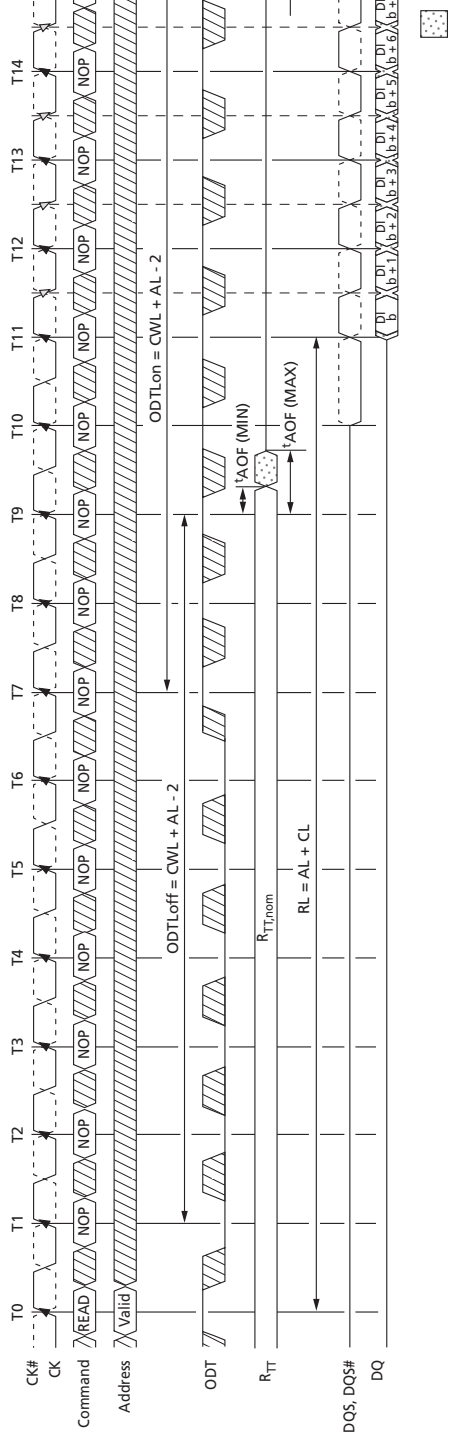 T0 T1 T2 T3 T4 T5 T6 T7 T8 T9 T10 T11 T12 T13 T14
CK#
CK
Command READ NOP NOP NOP NOP NOP NOP NOP NOP NOP NOP NOP NOP NOP NOP
Address Valid
ODTLon = CWL + AL - 2
ODTLoff = CWL + AL - 2
ODT
tAOF (MIN)
RTT RTT,nom
tAOF (MAX)
RL = AL + CL
DQS, DQS#
DQ DI b DI b + 1 DI b + 2 DI b + 3 DI b + 4 DI b + 5 DI b + 6 DI b +